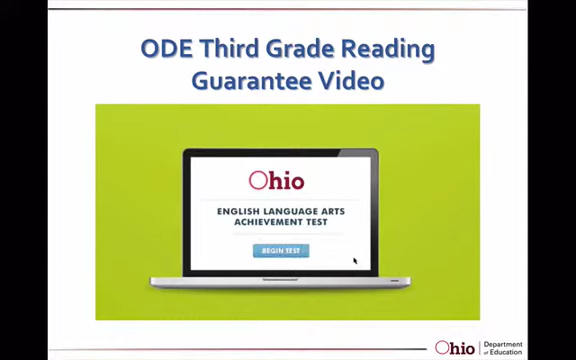 ODE Third Grade Reading
Guarantee Video
Ohio
ENGLISH LANGUAGE ARTS
ACHIEVEMENT TEST
BEGIN TEST
Ohio
Department
of Education